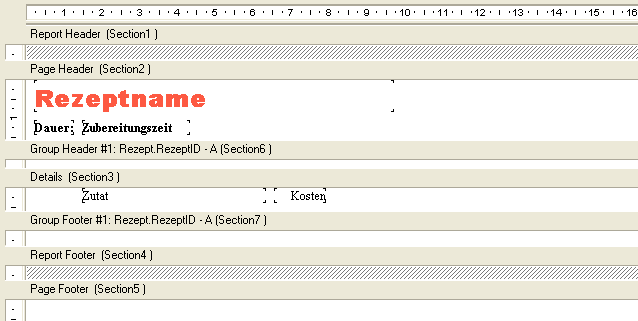 1 2 3 4 5 6 7 8 9 10 11 12 13 14 15 16
Report Header (Section1 )
Page Header (Section2 )
Rezeptname
Dauer: Zubereitungszeit
Group Header #1: Rezept.RezeptID - A (Section6 )
Details (Section3 )
Zutat Kosten
Group Footer #1: Rezept.RezeptID - A (Section7 )
Report Footer (Section4 )
Page Footer (Section5 )